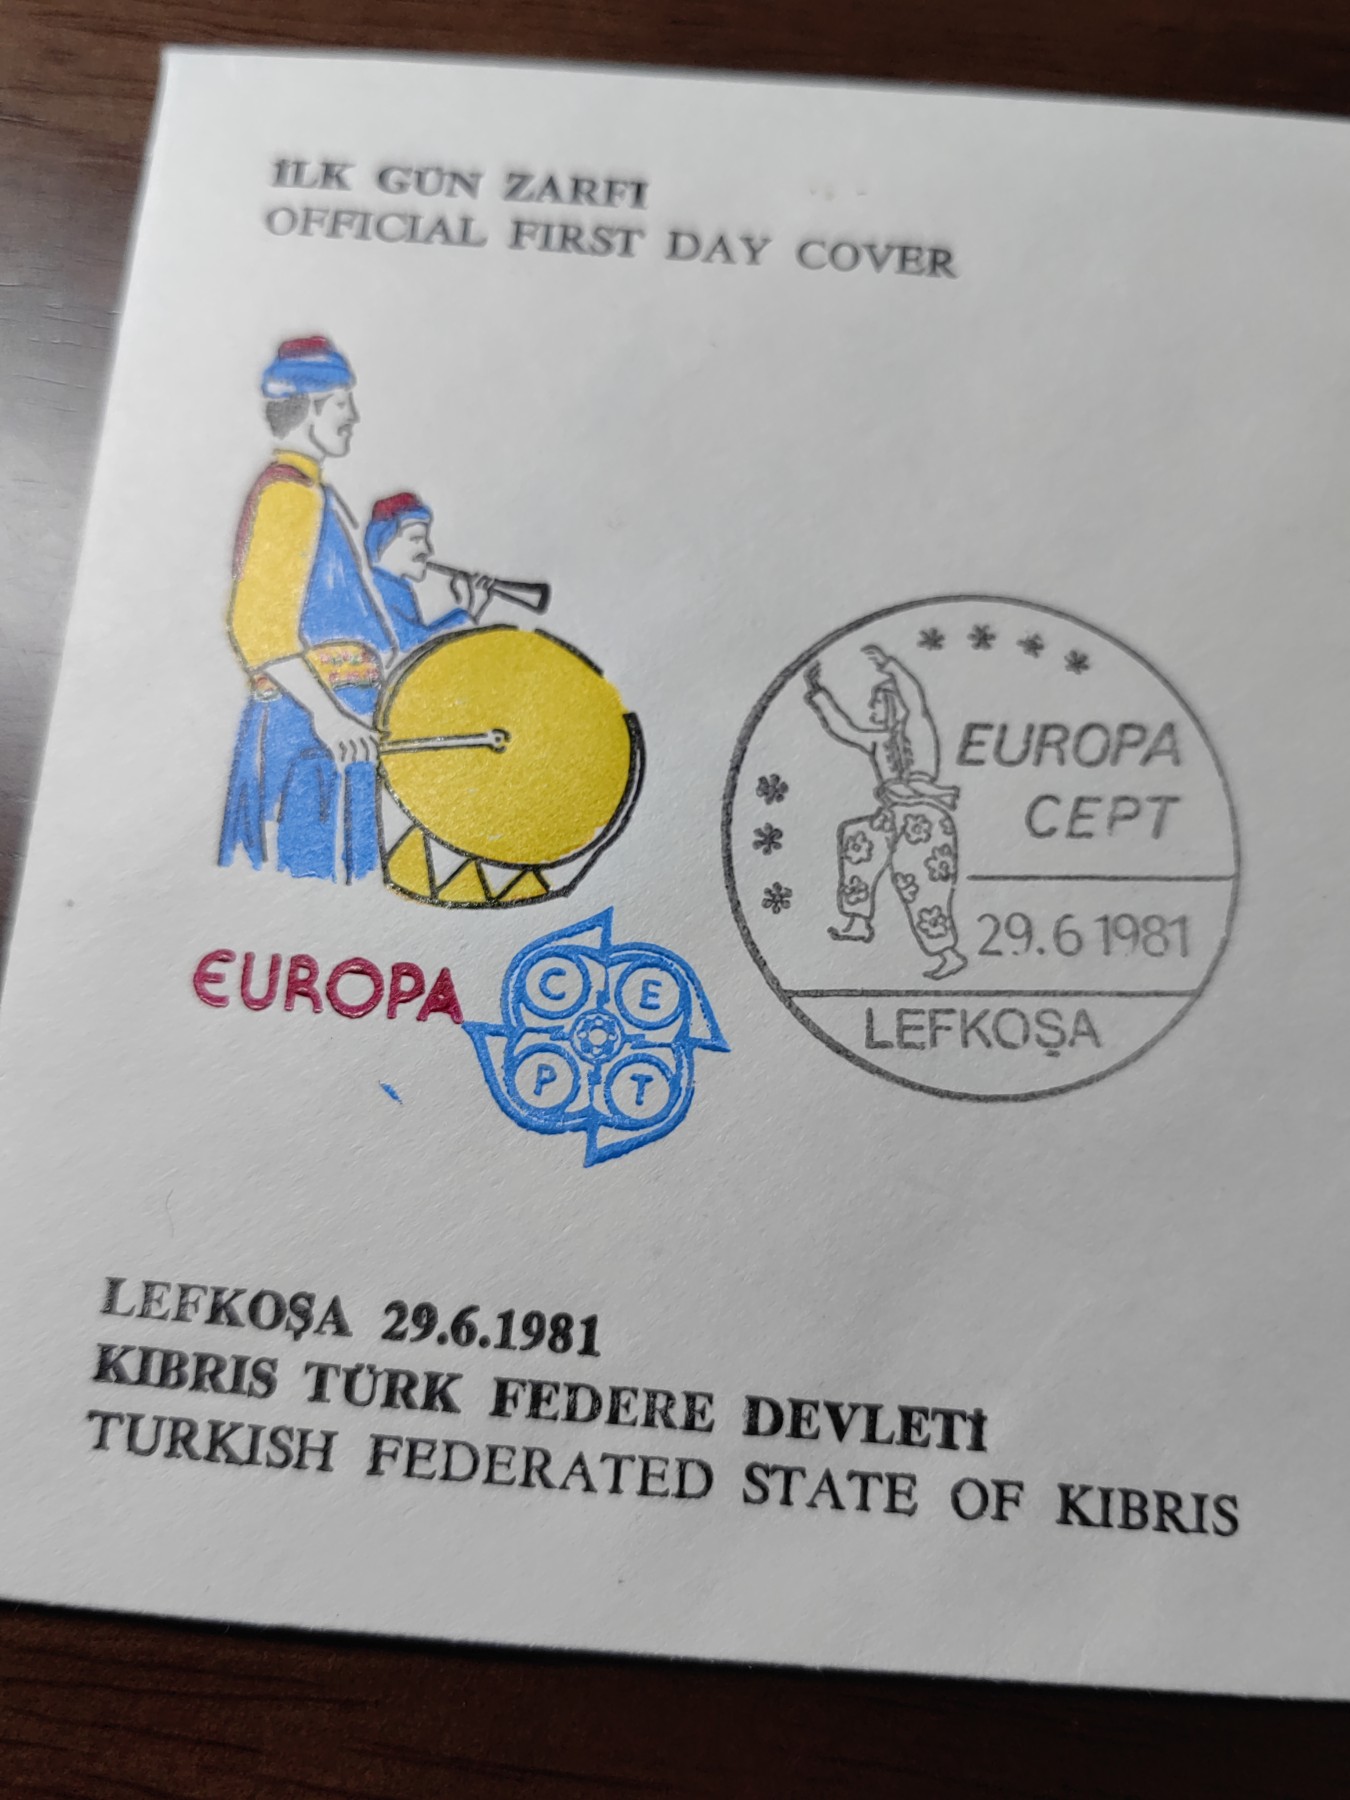 İLK GÜN ZARFI
OFFICIAL FIRST DAY COVER
EUROPA
C E
P T
EUROPA
CEPT
29.6 1981
LEFKOŞA
LEFKOŞA 29.6.1981
KIBRIS TÜRK FEDERE DEVLETİ
TURKISH FEDERATED STATE OF KIBRIS